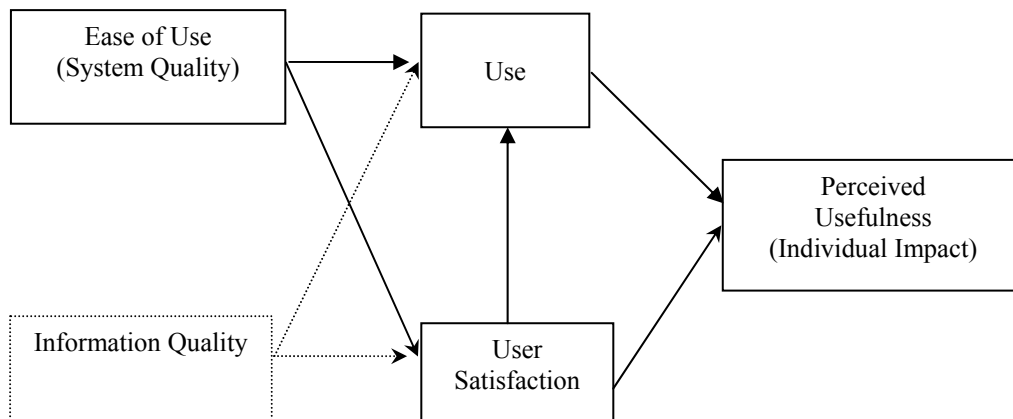 Ease of Use
(System Quality)
Use
Perceived
Usefulness
(Individual Impact)
Information Quality
User
Satisfaction